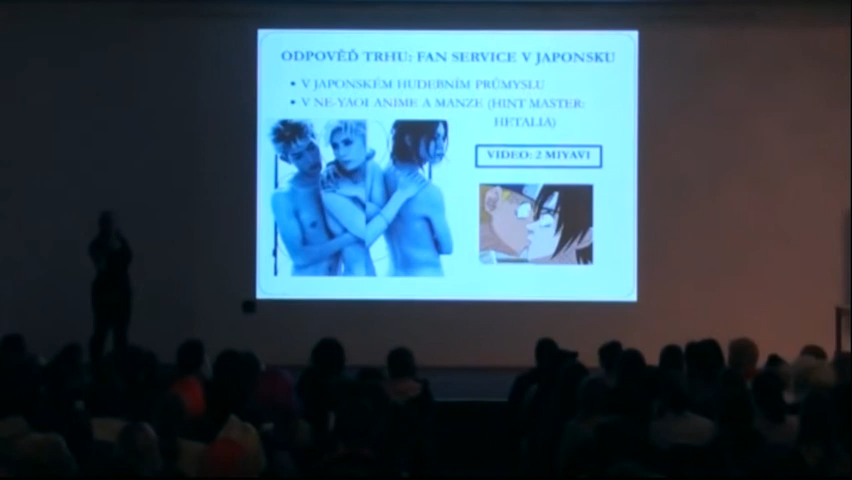 ODPOVĚĎ TRHU: FAN SERVICE V JAPONSKU
• V JAPONSKÉM HUDEBNÍM PRŮMYSLU
• V NE-YAOI ANIME A MANZE (HINT MASTER:
HETALIA)
VIDEO: 2 MIYAVI